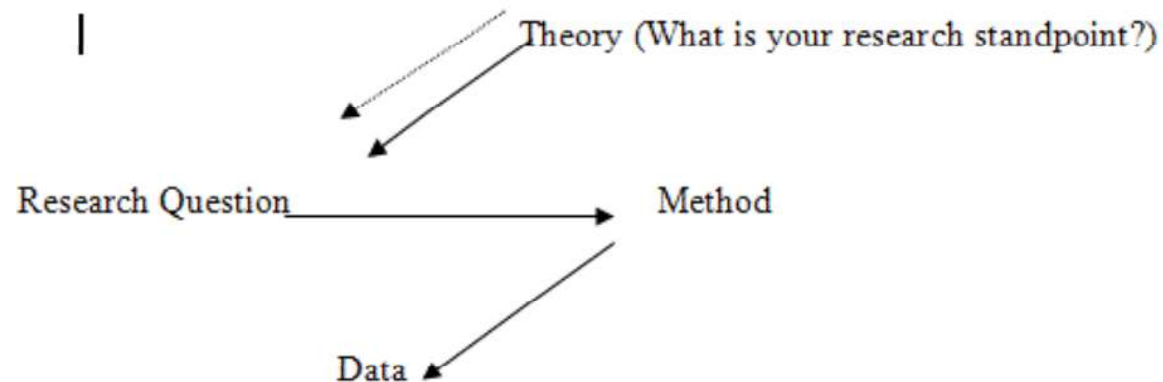 Theory (What is your research standpoint?)
Research Question
Method
Data